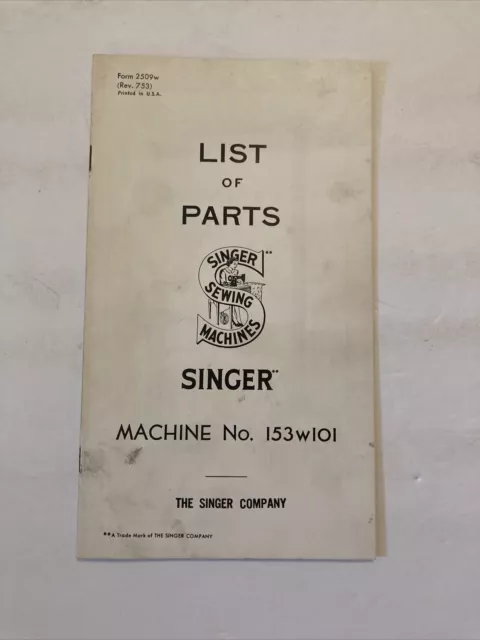 Form 2509w
(Rev. 753)
Printed in U.S.A.
LIST
OF
PARTS
SINGER
SEWING
MACHINES
SINGER**
MACHINE No. 153w101
THE SINGER COMPANY
**A Trade Mark of THE SINGER COMPANY